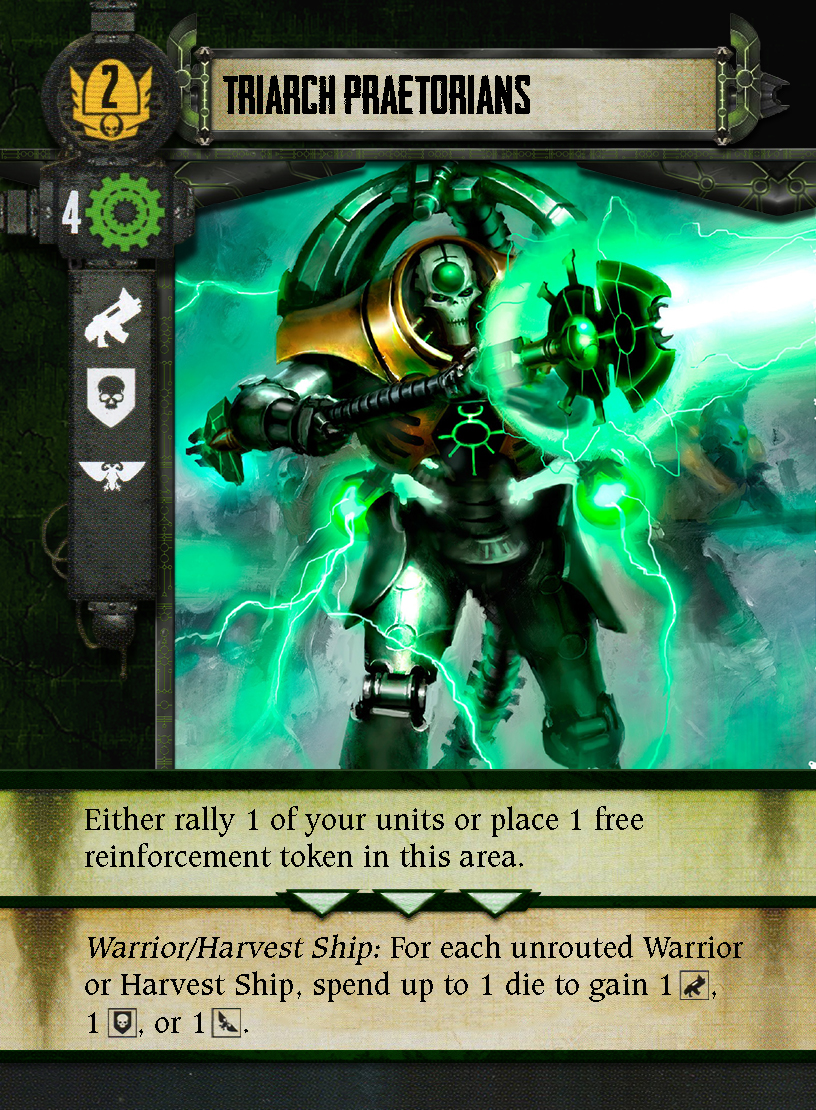 2
TRIARCH PRAETORIANS
4
Either rally 1 of your units or place 1 free
reinforcement token in this area.
Warrior/Harvest Ship: For each unrouted Warrior
or Harvest Ship, spend up to 1 die to gain 1 ,
1 , or 1 .